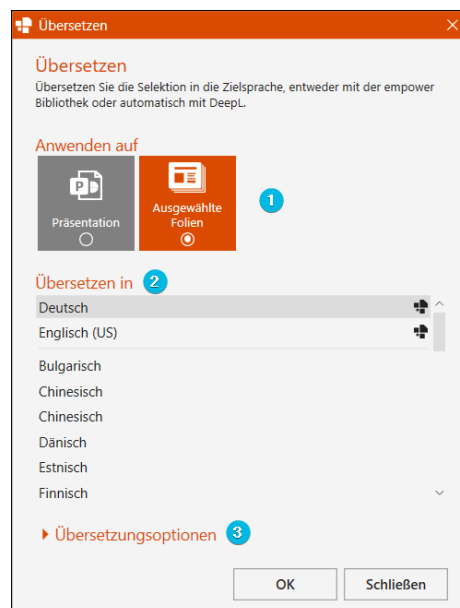 Übersetzen
Übersetzen
Übersetzen Sie die Selektion in die Zielsprache, entweder mit der empower
Bibliothek oder automatisch mit DeepL.
Anwenden auf
P
Präsentation
Ausgewählte
Folien
1
Übersetzen in 2
Deutsch
Englisch (US)
Bulgarisch
Chinesisch
Chinesisch
Dänisch
Estnisch
Finnisch
Übersetzungsoptionen 3
OK Schließen